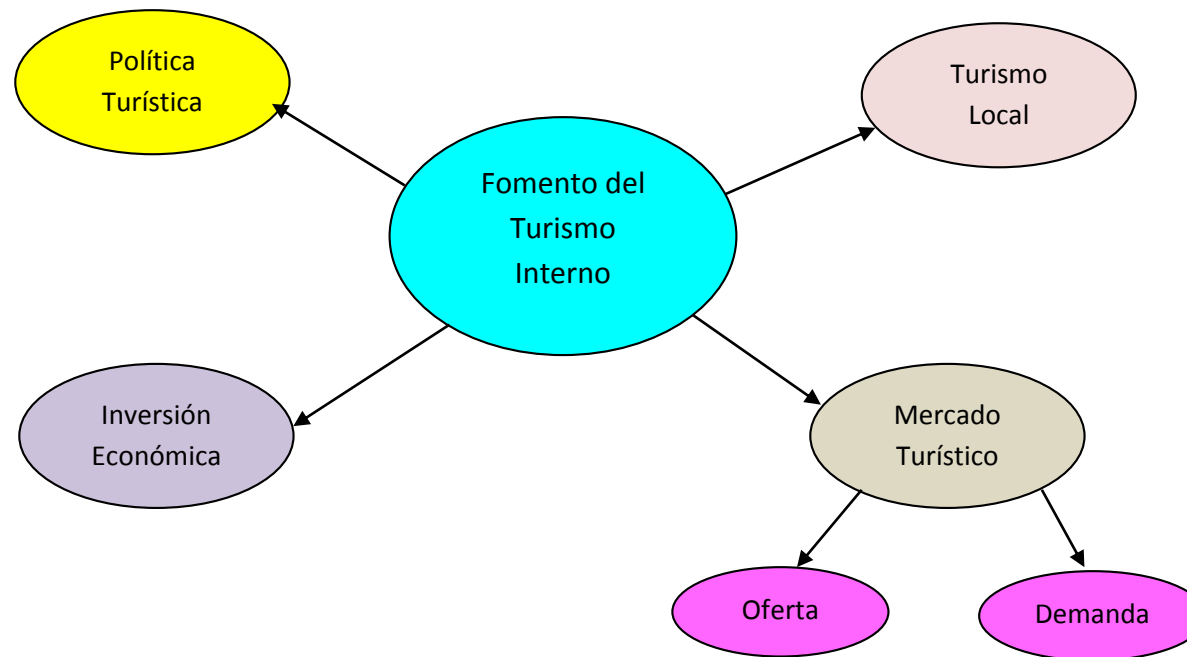 Política
Turística
Turismo
Local
Fomento del
Turismo
Interno
Inversión
Económica
Mercado
Turístico
Oferta
Demanda